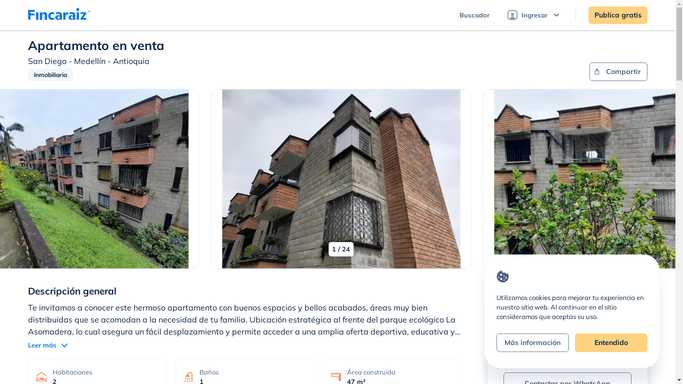 Fincaraiz
Buscador
Ingresar
Publica gratis
Apartamento en venta
San Diego - Medellín - Antioquia
Inmobiliaria
Compartir
1 / 24
Descripción general
Te invitamos a conocer este hermoso apartamento con buenos espacios y bellos acabados, áreas muy bien
distribuidas que se acomodan a la necesidad de tu familia. Ubicación estratégica al frente del parque ecológico La
Asomadera, lo cual asegura un fácil desplazamiento y permite acceder a una amplia oferta deportiva, educativa y...
Leer más
Habitaciones
2
Baños
1
Área construida
47 m²
Utilizamos cookies para mejorar tu experiencia en
nuestro sitio web. Al continuar en el sitio
consideramos que aceptas su uso.
Más información
Entendido
Contactar por WhatsApp